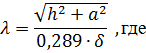 λ = √(h² + a²) / (0,289 · δ) , где